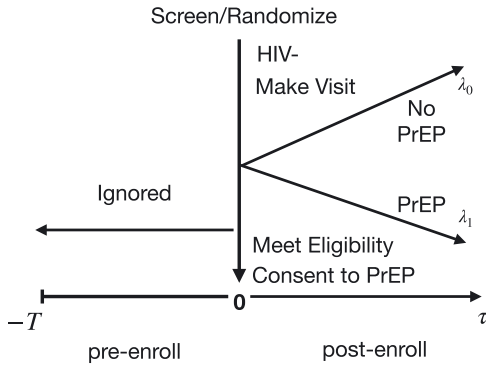 Screen/Randomize
HIV-
Make Visit
λ₀
No
PrEP
Ignored
PrEP
λ₁
Meet Eligibility
Consent to PrEP
0
−T
τ
pre-enroll
post-enroll